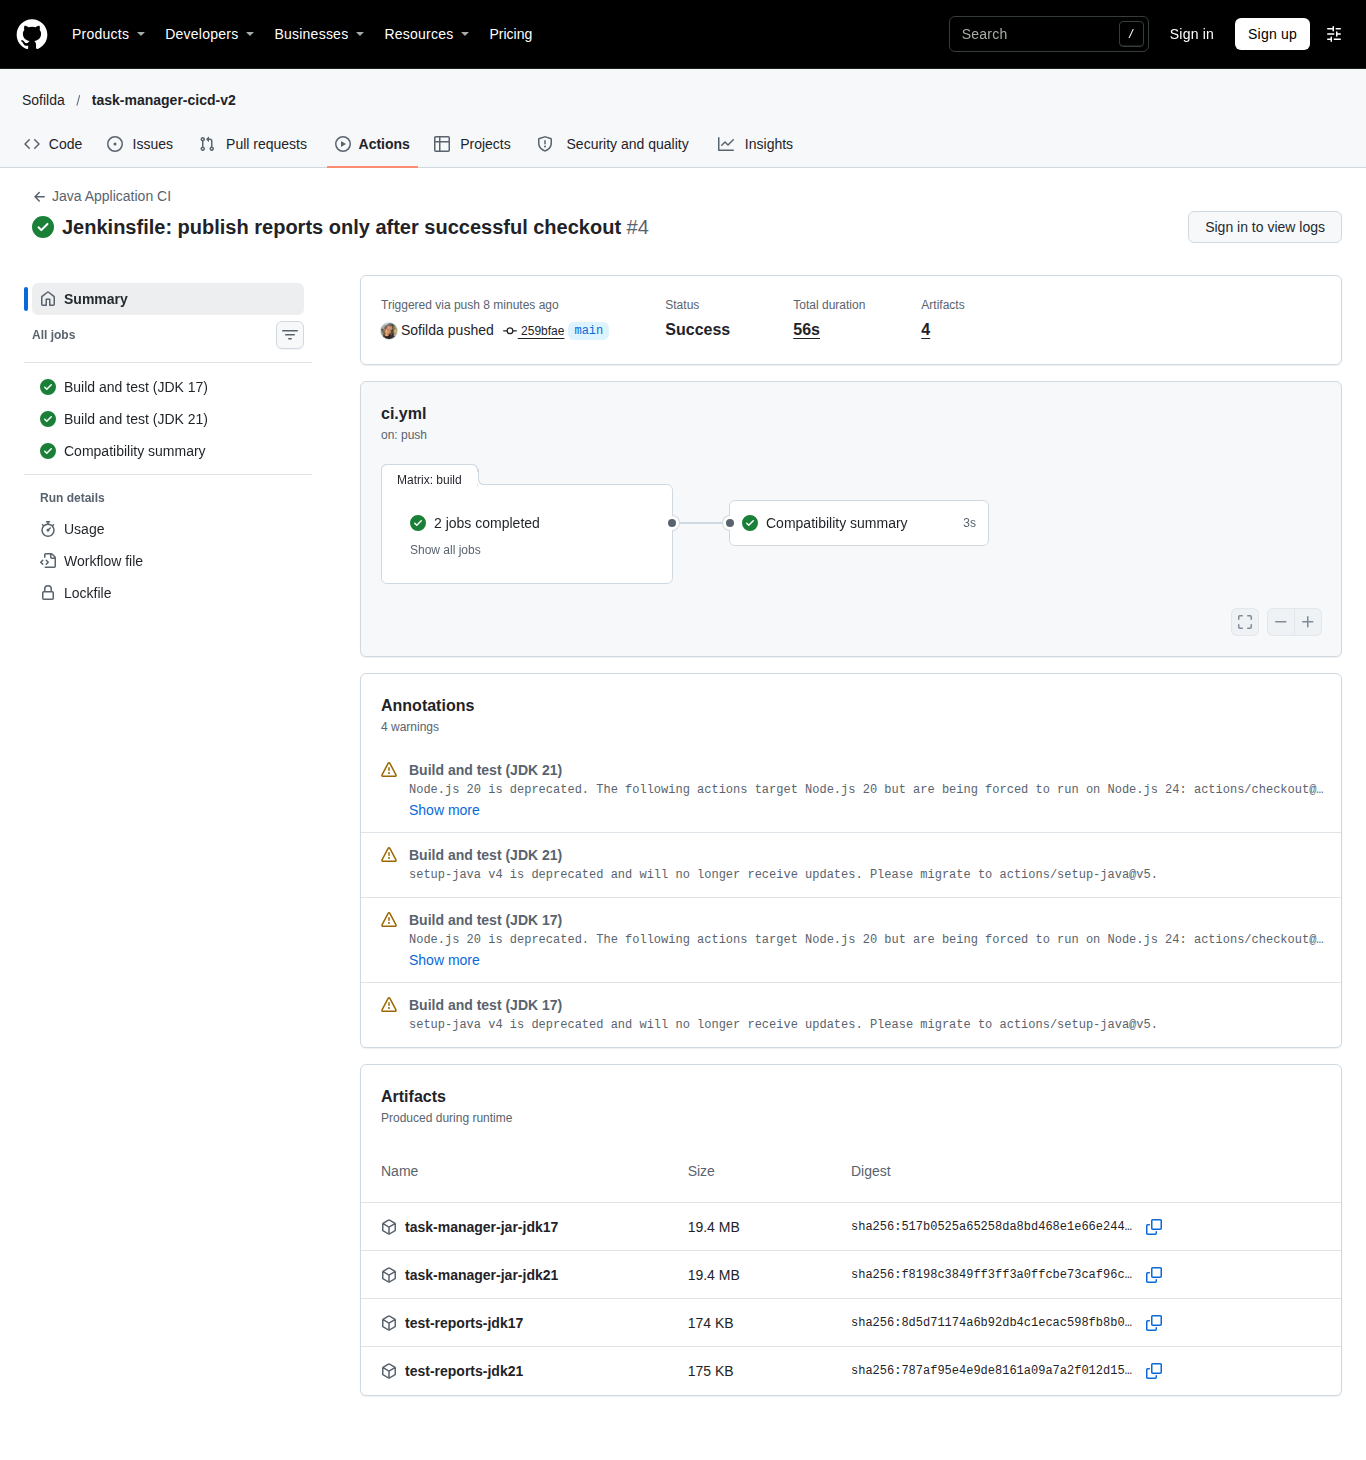 Products Developers Businesses Resources Pricing Search / Sign in Sign up
Sofilda / task-manager-cicd-v2
Code Issues Pull requests Actions Projects Security and quality Insights
Java Application CI
Jenkinsfile: publish reports only after successful checkout #4
Sign in to view logs
Summary
All jobs
Build and test (JDK 17)
Build and test (JDK 21)
Compatibility summary
Run details
Usage
Workflow file
Lockfile
Triggered via push 8 minutes ago
Sofilda pushed 259bfae main
Status
Success
Total duration
56s
Artifacts
4
ci.yml
on: push
Matrix: build
2 jobs completed
Show all jobs
Compatibility summary 3s
Annotations
4 warnings
Build and test (JDK 21)
Node.js 20 is deprecated. The following actions target Node.js 20 but are being forced to run on Node.js 24: actions/checkout@…
Show more
Build and test (JDK 21)
setup-java v4 is deprecated and will no longer receive updates. Please migrate to actions/setup-java@v5.
Build and test (JDK 17)
Node.js 20 is deprecated. The following actions target Node.js 20 but are being forced to run on Node.js 24: actions/checkout@…
Show more
Build and test (JDK 17)
setup-java v4 is deprecated and will no longer receive updates. Please migrate to actions/setup-java@v5.
Artifacts
Produced during runtime
Name Size Digest
task-manager-jar-jdk17 19.4 MB sha256:517b0525a65258da8bd468e1e66e244…
task-manager-jar-jdk21 19.4 MB sha256:f8198c3849ff3ff3a0ffcbe73caf96c…
test-reports-jdk17 174 KB sha256:8d5d71174a6b92db4c1ecac598fb8b0…
test-reports-jdk21 175 KB sha256:787af95e4e9de8161a09a7a2f012d15…